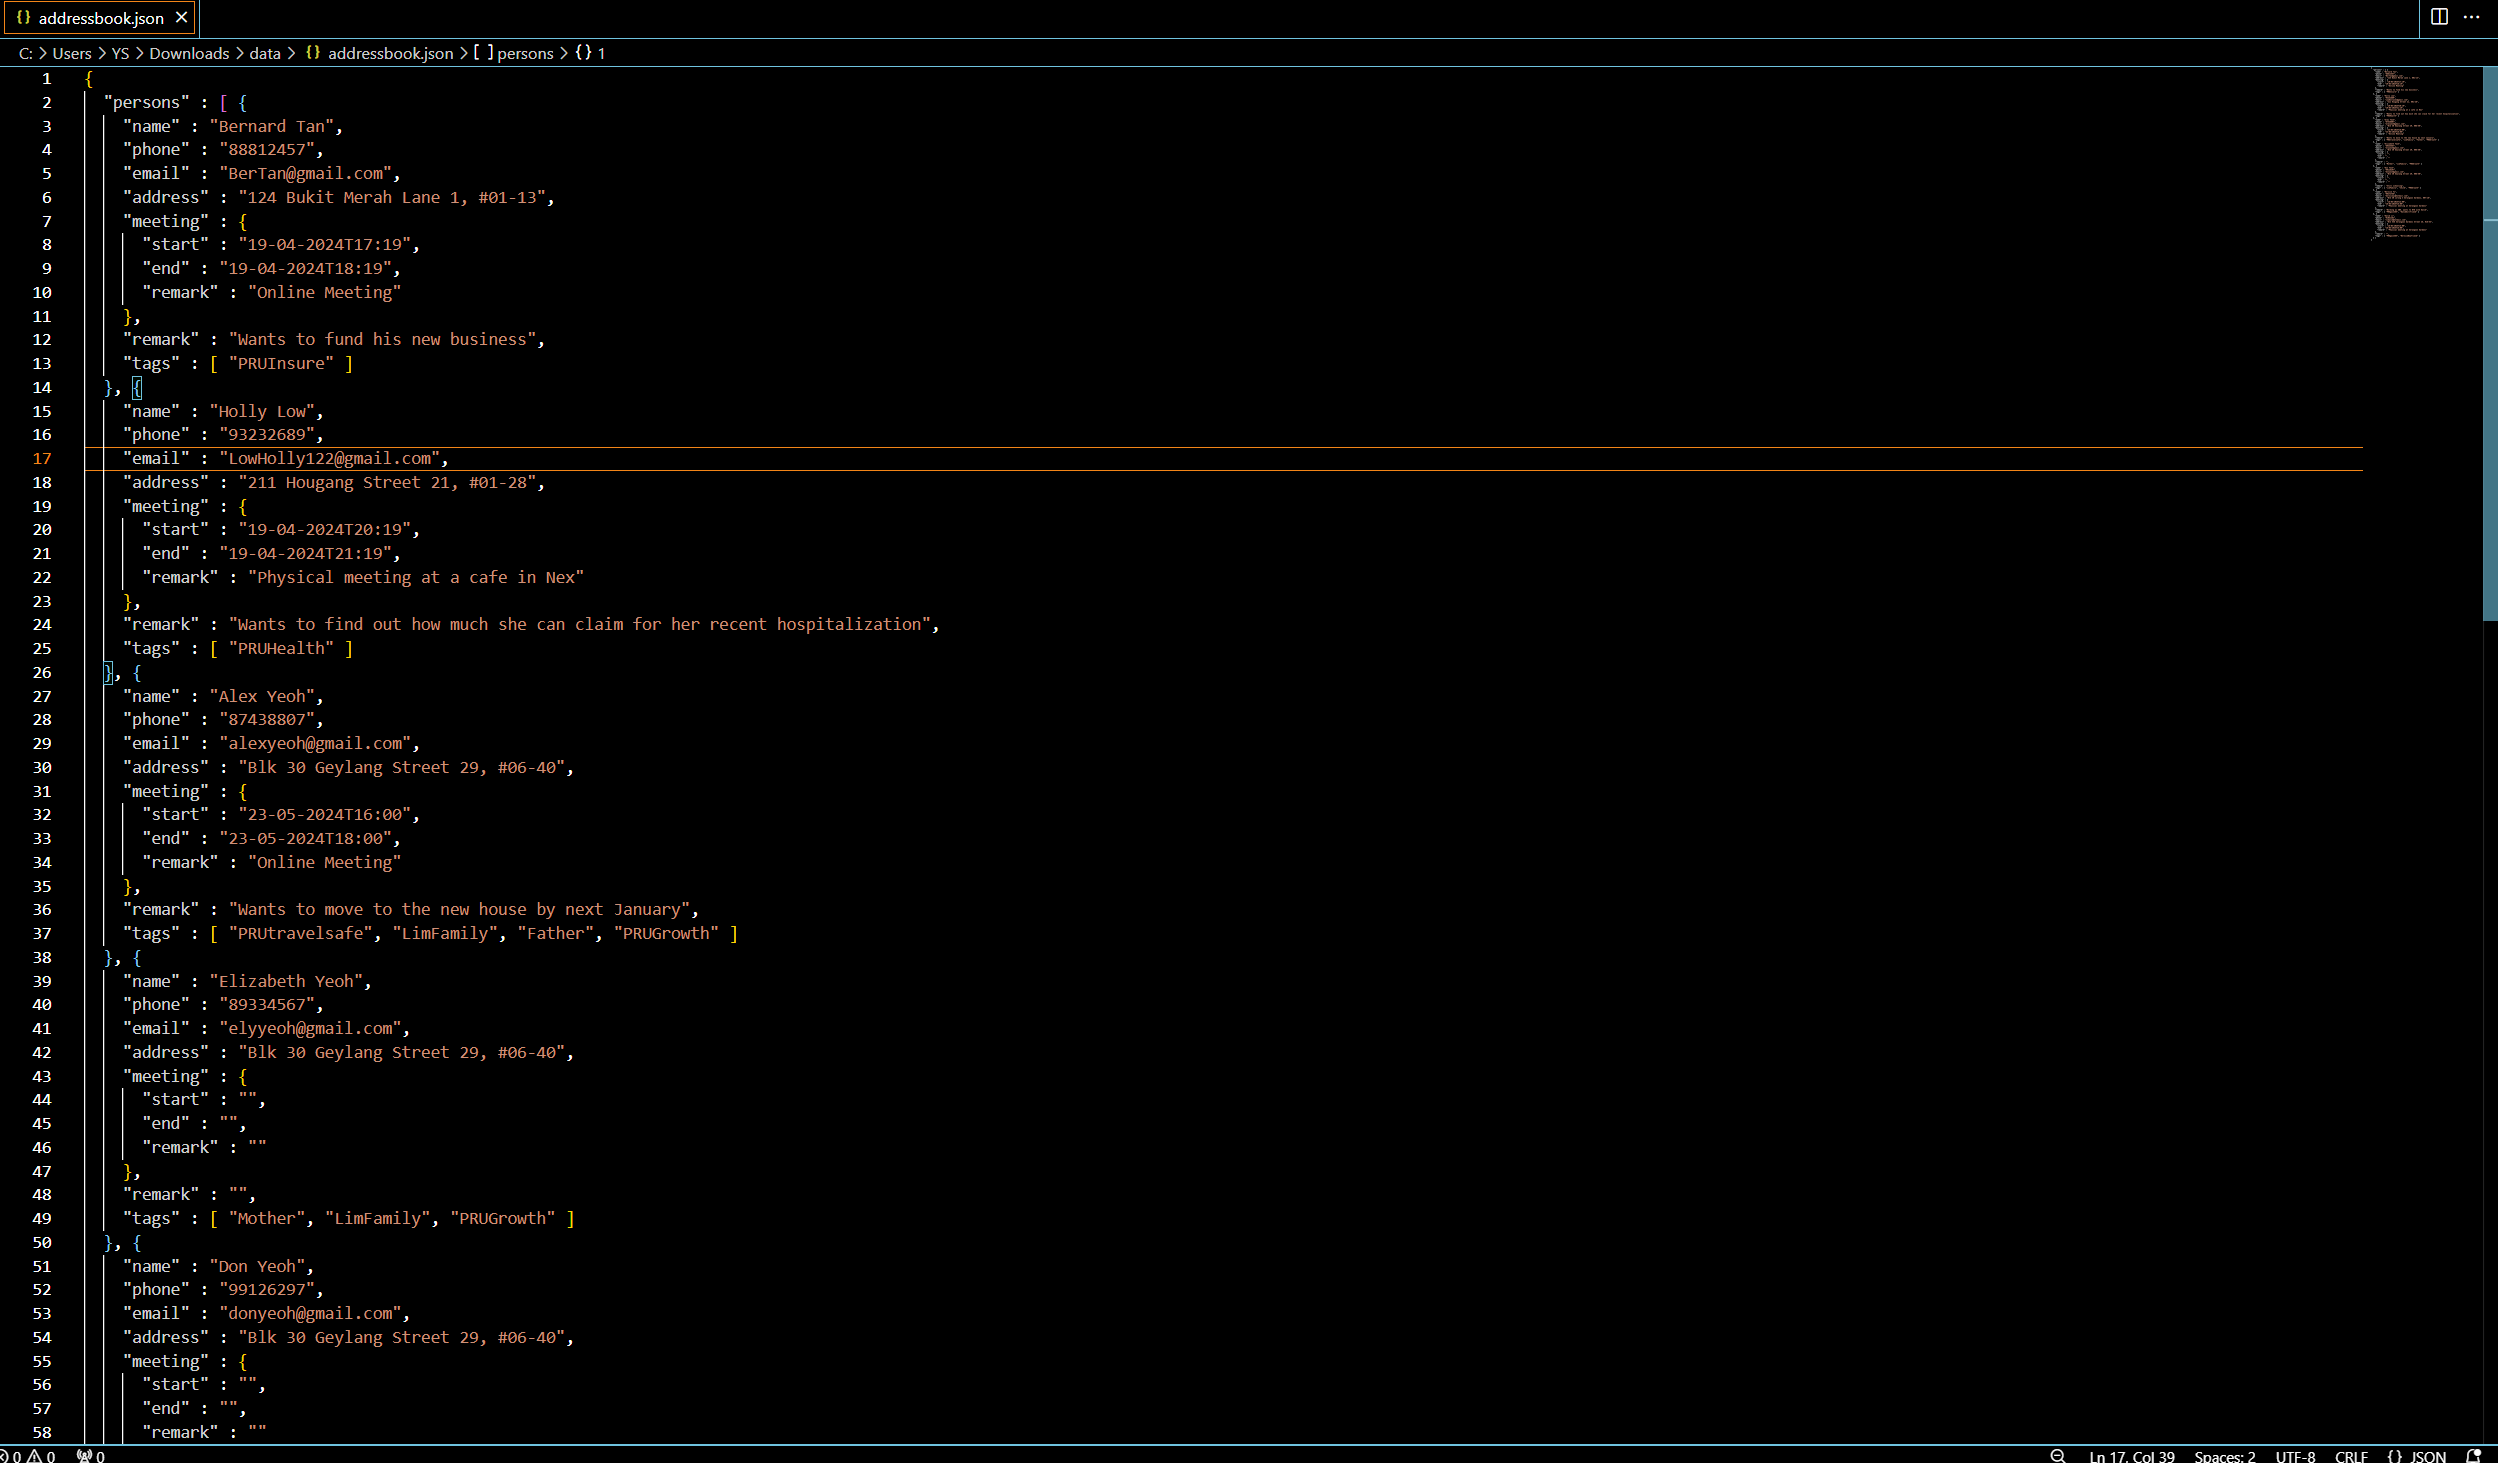 {} addressbook.json ×
C: > Users > YS > Downloads > data > {} addressbook.json > [ ] persons > {} 1
1 {
2 "persons" : [ {
3 "name" : "Bernard Tan",
4 "phone" : "88812457",
5 "email" : "BerTan@gmail.com",
6 "address" : "124 Bukit Merah Lane 1, #01-13",
7 "meeting" : {
8 "start" : "19-04-2024T17:19",
9 "end" : "19-04-2024T18:19",
10 "remark" : "Online Meeting"
11 },
12 "remark" : "Wants to fund his new business",
13 "tags" : [ "PRUInsure" ]
14 }, {
15 "name" : "Holly Low",
16 "phone" : "93232689",
17 "email" : "LowHolly122@gmail.com",
18 "address" : "211 Hougang Street 21, #01-28",
19 "meeting" : {
20 "start" : "19-04-2024T20:19",
21 "end" : "19-04-2024T21:19",
22 "remark" : "Physical meeting at a cafe in Nex"
23 },
24 "remark" : "Wants to find out how much she can claim for her recent hospitalization",
25 "tags" : [ "PRUHealth" ]
26 }, {
27 "name" : "Alex Yeoh",
28 "phone" : "87438807",
29 "email" : "alexyeoh@gmail.com",
30 "address" : "Blk 30 Geylang Street 29, #06-40",
31 "meeting" : {
32 "start" : "23-05-2024T16:00",
33 "end" : "23-05-2024T18:00",
34 "remark" : "Online Meeting"
35 },
36 "remark" : "Wants to move to the new house by next January",
37 "tags" : [ "PRUtravelsafe", "LimFamily", "Father", "PRUGrowth" ]
38 }, {
39 "name" : "Elizabeth Yeoh",
40 "phone" : "89334567",
41 "email" : "elyyeoh@gmail.com",
42 "address" : "Blk 30 Geylang Street 29, #06-40",
43 "meeting" : {
44 "start" : "",
45 "end" : "",
46 "remark" : ""
47 },
48 "remark" : "",
49 "tags" : [ "Mother", "LimFamily", "PRUGrowth" ]
50 }, {
51 "name" : "Don Yeoh",
52 "phone" : "99126297",
53 "email" : "donyeoh@gmail.com",
54 "address" : "Blk 30 Geylang Street 29, #06-40",
55 "meeting" : {
56 "start" : "",
57 "end" : "",
58 "remark" : ""
0 0 0 Ln 17, Col 39 Spaces: 2 UTF-8 CRLF {} JSON